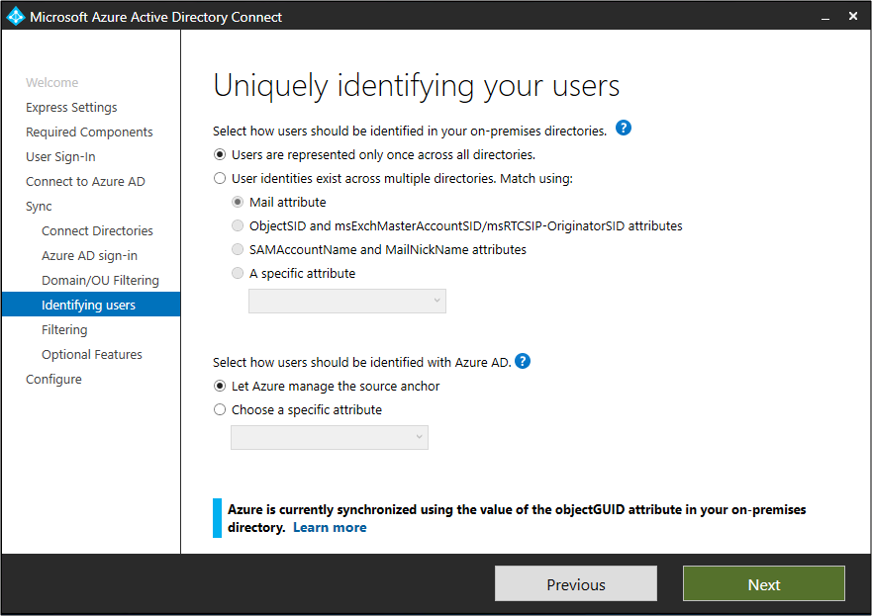 Microsoft Azure Active Directory Connect
Welcome
Express Settings
Required Components
User Sign-In
Connect to Azure AD
Sync
Connect Directories
Azure AD sign-in
Domain/OU Filtering
Identifying users
Filtering
Optional Features
Configure
Uniquely identifying your users
Select how users should be identified in your on-premises directories. ?
Users are represented only once across all directories.
User identities exist across multiple directories. Match using:
Mail attribute
ObjectSID and msExchMasterAccountSID/msRTCSIP-OriginatorSID attributes
SAMAccountName and MailNickName attributes
A specific attribute
Select how users should be identified with Azure AD. ?
Let Azure manage the source anchor
Choose a specific attribute
Azure is currently synchronized using the value of the objectGUID attribute in your on-premises
directory. Learn more
Previous
Next